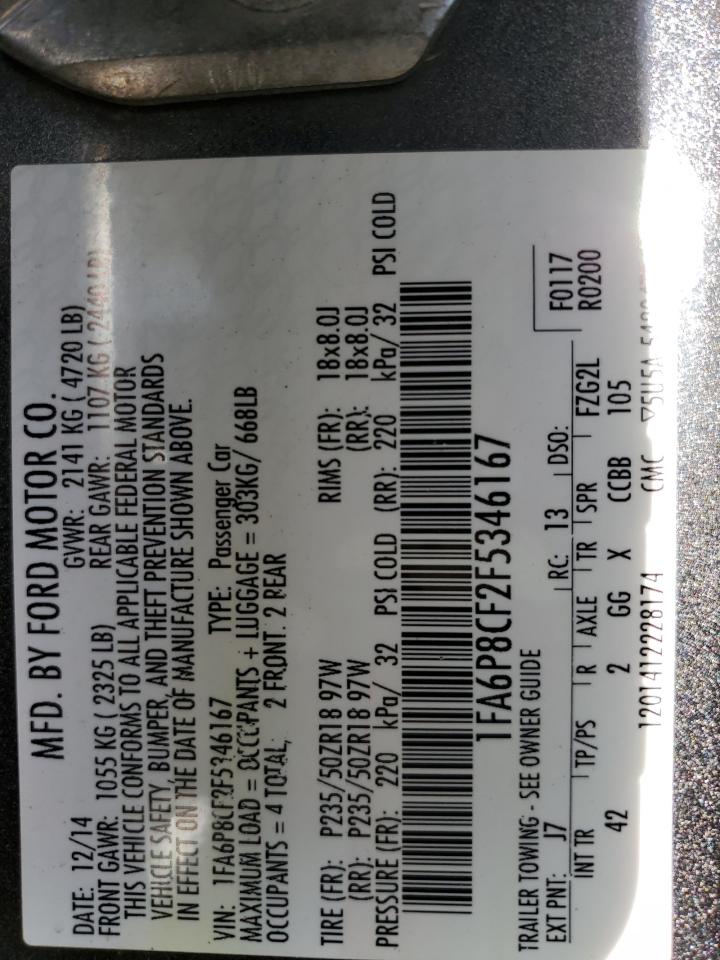 MFD. BY FORD MOTOR CO.
DATE: 12/14 GVWR: 2141 KG ( 4720 LB)
FRONT GAWR: 1055 KG ( 2325 LB) REAR GAWR: 1107 KG ( 2440 LB)
THIS VEHICLE CONFORMS TO ALL APPLICABLE FEDERAL MOTOR
VEHICLE SAFETY, BUMPER, AND THEFT PREVENTION STANDARDS
IN EFFECT ON THE DATE OF MANUFACTURE SHOWN ABOVE.
VIN: 1FA6P8CF2F5346167 TYPE: Passenger Car
MAXIMUM LOAD = OCCUPANTS + LUGGAGE = 303KG/ 668LB
OCCUPANTS = 4 TOTAL, 2 FRONT. 2 REAR
TIRE (FR): P235/50ZR18 97W RIMS (FR): 18x8.0J
(RR): P235/50ZR18 97W (RR): 18x8.0J
PRESSURE (FR): 220 kPa/ 32 PSI COLD (RR): 220 kPa/ 32 PSI COLD
1FA6P8CF2F5346167
TRAILER TOWING - SEE OWNER GUIDE F0117
EXT PNT: J7 RC: 13 DSO: R0200
INT TR TP/PS R AXLE TR SPR FZG2L
42 2 GG X CCBB 105
12014122228174 CMC ▽5U5A